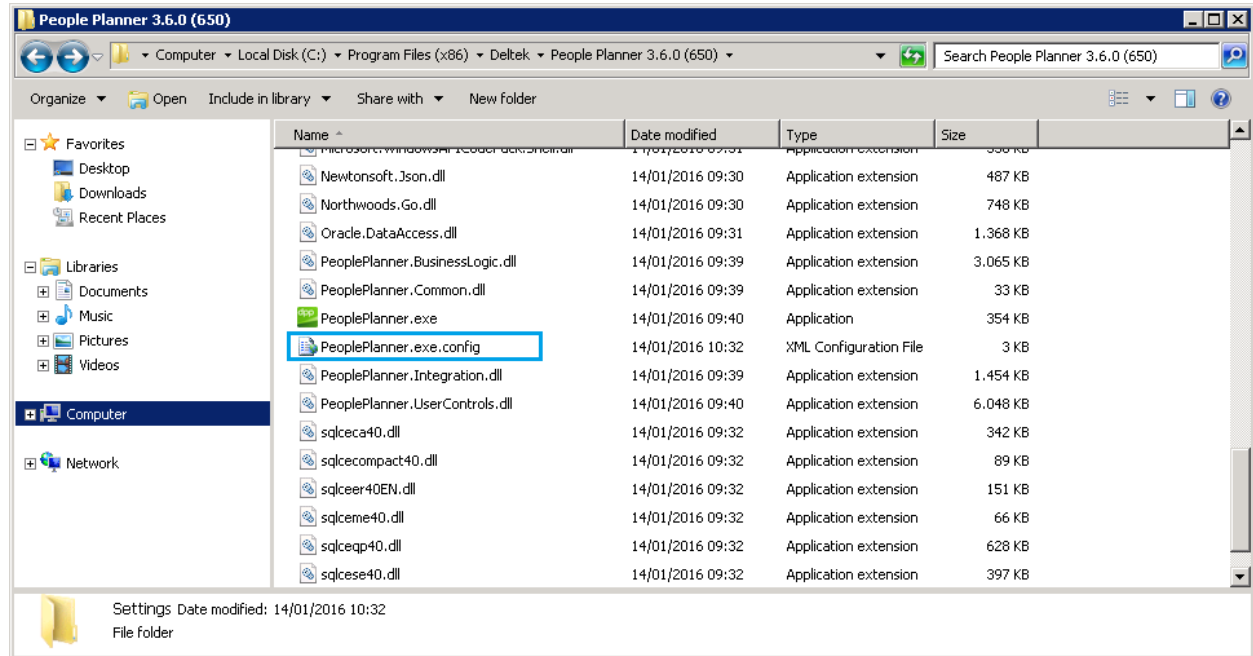 People Planner 3.6.0 (650)
Computer Local Disk (C:) Program Files (x86) Deltek People Planner 3.6.0 (650) Search People Planner 3.6.0 (650)
Organize Open Include in library Share with New folder
Name Date modified Type Size
Favorites
Desktop
Downloads
Recent Places
Libraries
Documents
Music
Pictures
Videos
Computer
Network
Microsoft.WindowsAPICodePack.Shell.dll 14/01/2016 09:31 Application extension 
Newtonsoft.Json.dll 14/01/2016 09:30 Application extension 487 KB
Northwoods.Go.dll 14/01/2016 09:30 Application extension 748 KB
Oracle.DataAccess.dll 14/01/2016 09:31 Application extension 1.368 KB
PeoplePlanner.BusinessLogic.dll 14/01/2016 09:39 Application extension 3.065 KB
PeoplePlanner.Common.dll 14/01/2016 09:39 Application extension 33 KB
dpp PeoplePlanner.exe 14/01/2016 09:40 Application 354 KB
PeoplePlanner.exe.config 14/01/2016 10:32 XML Configuration File 3 KB
PeoplePlanner.Integration.dll 14/01/2016 09:39 Application extension 1.454 KB
PeoplePlanner.UserControls.dll 14/01/2016 09:40 Application extension 6.048 KB
sqlceca40.dll 14/01/2016 09:32 Application extension 342 KB
sqlcecompact40.dll 14/01/2016 09:32 Application extension 89 KB
sqlceer40EN.dll 14/01/2016 09:32 Application extension 151 KB
sqlceme40.dll 14/01/2016 09:32 Application extension 66 KB
sqlceqp40.dll 14/01/2016 09:32 Application extension 628 KB
sqlcese40.dll 14/01/2016 09:32 Application extension 397 KB
Settings Date modified: 14/01/2016 10:32
File folder